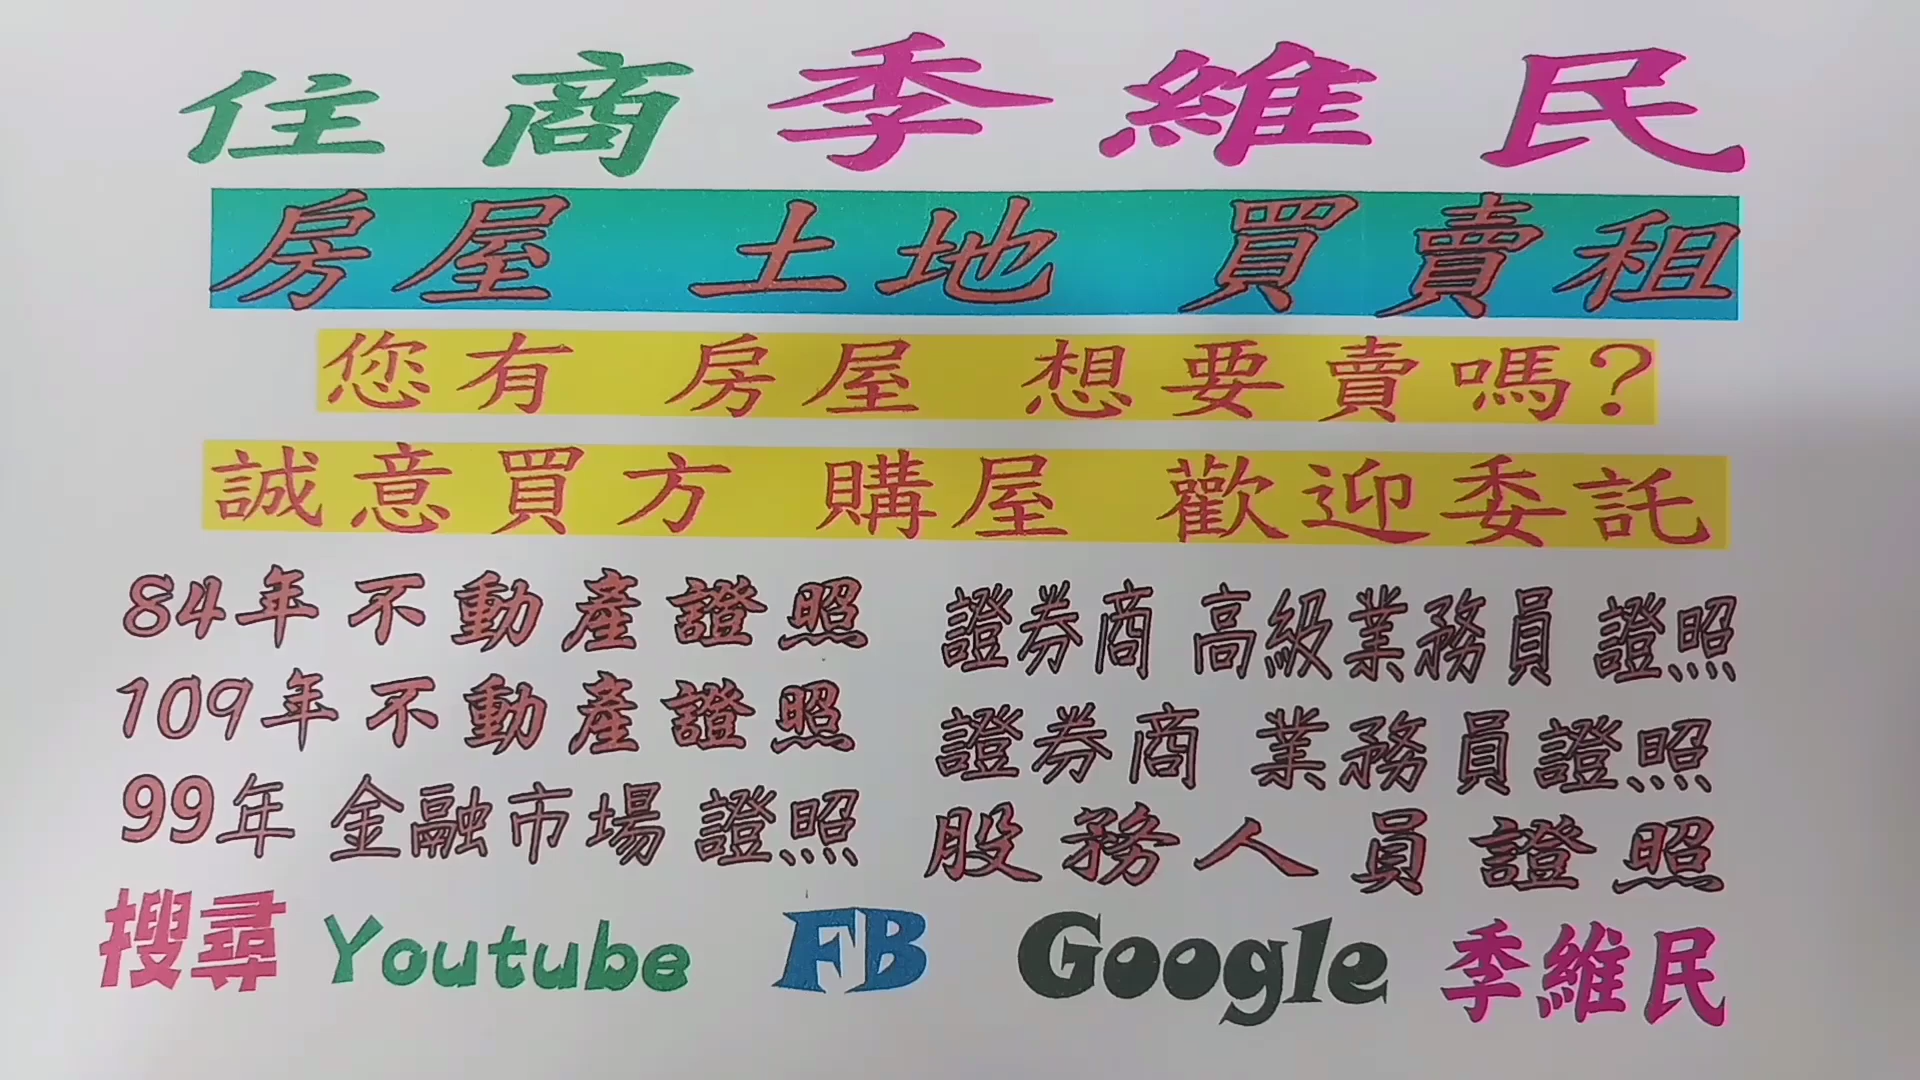 住商季維民
房屋 土地 買賣租
您有 房屋 想要賣嗎?
誠意買方 購屋 歡迎委託
84年不動產證照
109年不動產證照
99年 金融市場 證照
證券商 高級業務員 證照
證券商 業務員證照
股務人員證照
搜尋 Youtube FB Google 季維民